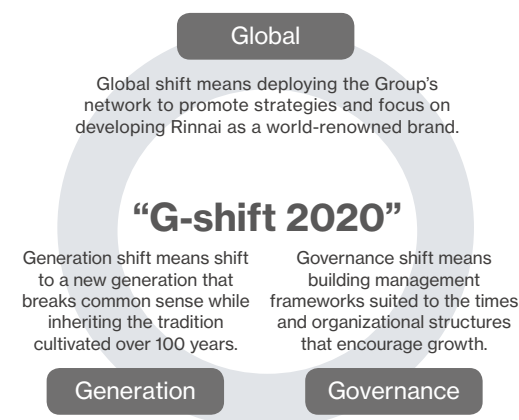 Global
Global shift means deploying the Group’s
network to promote strategies and focus on
developing Rinnai as a world-renowned brand.
“G-shift 2020”
Generation shift means shift
to a new generation that
breaks common sense while
inheriting the tradition
cultivated over 100 years.
Generation
Governance shift means
building management
frameworks suited to the times
and organizational structures
that encourage growth.
Governance